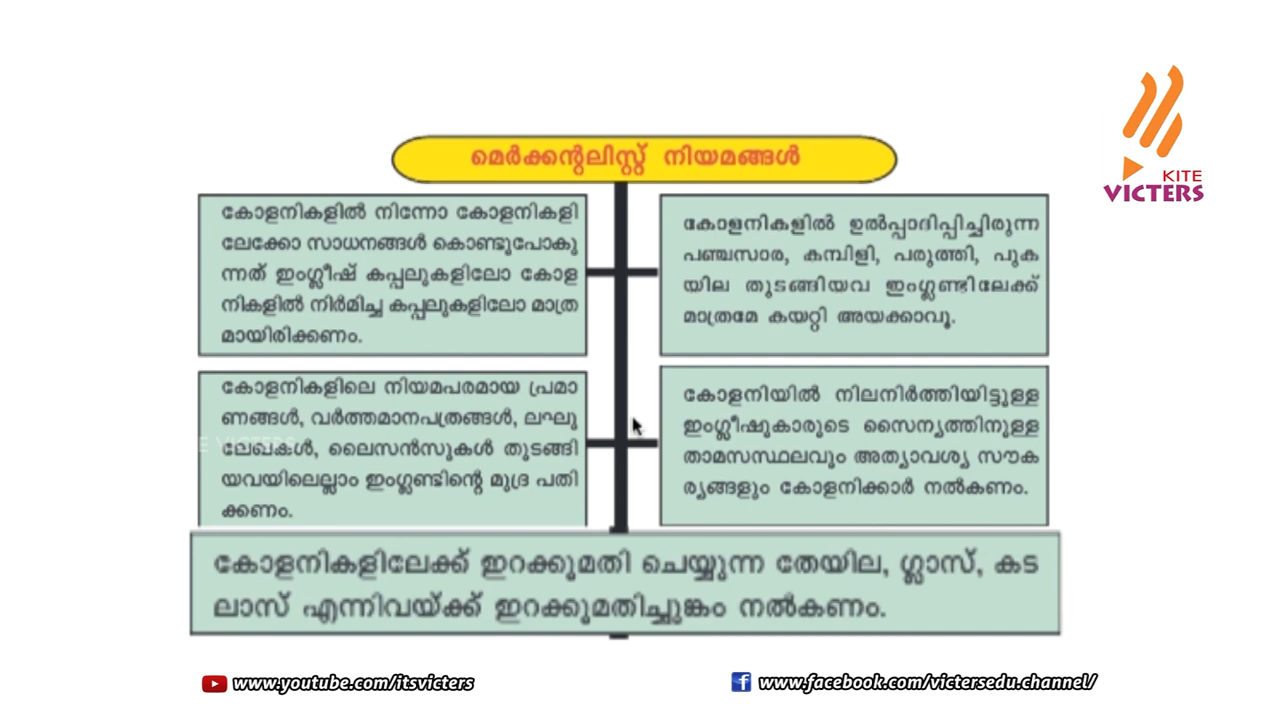 മെർക്കന്റലിസ്റ്റ് നിയമങ്ങൾ
കോളനികളിൽ നിന്നോ കോളനികളി
ലേക്കോ സാധനങ്ങൾ കൊണ്ടുപോകു
ന്നത് ഇംഗ്ലീഷ് കപ്പലുകളിലോ കോള
നികളിൽ നിർമിച്ച കപ്പലുകളിലോ മാത്ര
മായിരിക്കണം.
കോളനികളിൽ ഉൽപ്പാദിപ്പിച്ചിരുന്ന
പഞ്ചസാര, കമ്പിളി, പരുത്തി, പുക
യില തുടങ്ങിയവ ഇംഗ്ലണ്ടിലേക്ക്
മാത്രമേ കയറ്റി അയക്കാവൂ.
കോളനികളിലെ നിയമപരമായ പ്രമാ
ണങ്ങൾ, വർത്തമാനപത്രങ്ങൾ, ലഘു
ലേഖകൾ, ലൈസൻസുകൾ തുടങ്ങി
യവയിലെല്ലാം ഇംഗ്ലണ്ടിന്റെ മുദ്ര പതി
ക്കണം.
കോളനിയിൽ നിലനിർത്തിയിട്ടുള്ള
ഇംഗ്ലീഷുകാരുടെ സൈന്യത്തിനുള്ള
താമസസ്ഥലവും അത്യാവശ്യ സൗക
ര്യങ്ങളും കോളനിക്കാർ നൽകണം.
കോളനികളിലേക്ക് ഇറക്കുമതി ചെയ്യുന്ന തേയില, ഗ്ലാസ്, കട
ലാസ് എന്നിവയ്ക്ക് ഇറക്കുമതിച്ചുങ്കം നൽകണം.
KITE
VICTERS
E VICTERS
www.youtube.com/itsvicters
www.facebook.com/victersedu.channel/